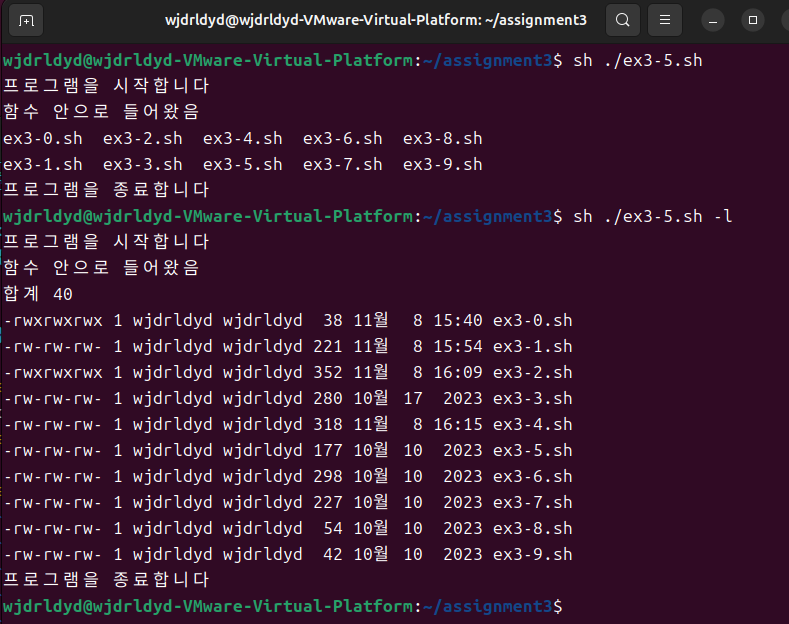 wjdrldyd@wjdrldyd-VMware-Virtual-Platform: ~/assignment3
wjdrldyd@wjdrldyd-VMware-Virtual-Platform:~/assignment3$ sh ./ex3-5.sh
프로그램을 시작합니다
함수 안으로 들어왔음
ex3-0.sh  ex3-2.sh  ex3-4.sh  ex3-6.sh  ex3-8.sh
ex3-1.sh  ex3-3.sh  ex3-5.sh  ex3-7.sh  ex3-9.sh
프로그램을 종료합니다
wjdrldyd@wjdrldyd-VMware-Virtual-Platform:~/assignment3$ sh ./ex3-5.sh -l
프로그램을 시작합니다
함수 안으로 들어왔음
합계 40
-rwxrwxrwx 1 wjdrldyd wjdrldyd  38 11월  8 15:40 ex3-0.sh
-rw-rw-rw- 1 wjdrldyd wjdrldyd 221 11월  8 15:54 ex3-1.sh
-rwxrwxrwx 1 wjdrldyd wjdrldyd 352 11월  8 16:09 ex3-2.sh
-rw-rw-rw- 1 wjdrldyd wjdrldyd 280 10월 17  2023 ex3-3.sh
-rw-rw-rw- 1 wjdrldyd wjdrldyd 318 11월  8 16:15 ex3-4.sh
-rw-rw-rw- 1 wjdrldyd wjdrldyd 177 10월 10  2023 ex3-5.sh
-rw-rw-rw- 1 wjdrldyd wjdrldyd 298 10월 10  2023 ex3-6.sh
-rw-rw-rw- 1 wjdrldyd wjdrldyd 227 10월 10  2023 ex3-7.sh
-rw-rw-rw- 1 wjdrldyd wjdrldyd  54 10월 10  2023 ex3-8.sh
-rw-rw-rw- 1 wjdrldyd wjdrldyd  42 10월 10  2023 ex3-9.sh
프로그램을 종료합니다
wjdrldyd@wjdrldyd-VMware-Virtual-Platform:~/assignment3$